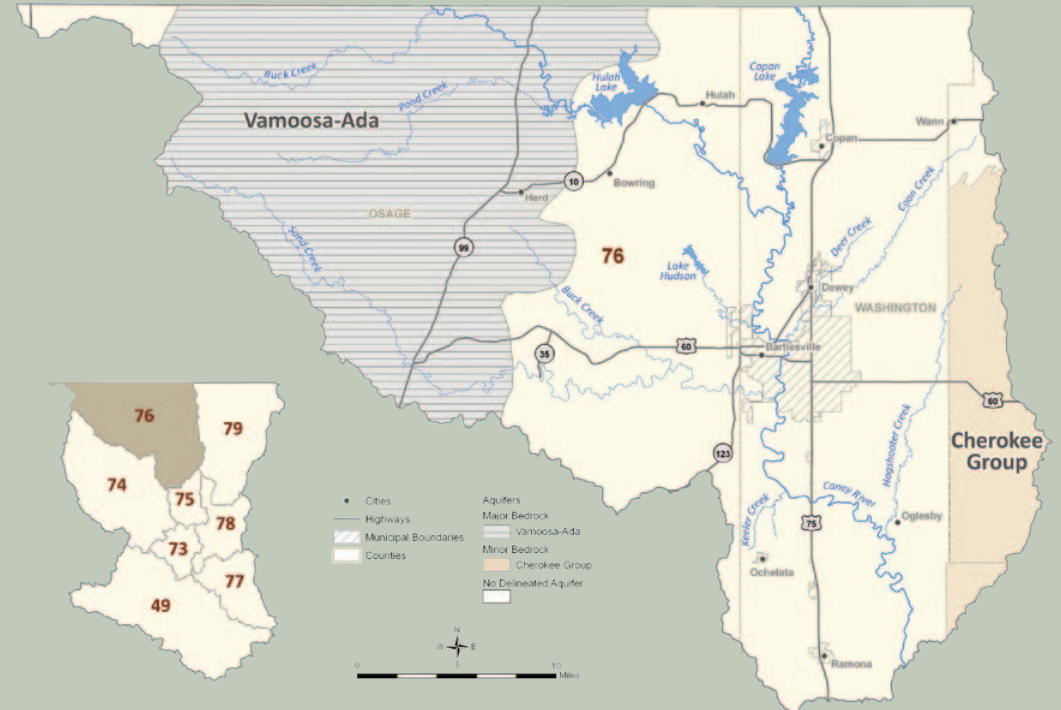 Buck Creek
Pond Creek
Vamoosa-Ada
Hulah
Lake
Copan
Lake
Hulah
Wann
Copan
10
Bowring
Herd
OSAGE
Coon Creek
Sand Creek
99
76
Deer Creek
Lake
Hudson
Buck Creek
Dewey
WASHINGTON
60
Bartlesville
35
60
Cherokee
Group
123
Hogshooter Creek
Caney River
Keeler Creek
75
Oglesby
Ochelata
Ramona
76
79
74
75
78
73
77
49
Cities
Highways
Municipal Boundaries
Counties
Aquifers
Major Bedrock
Vamoosa-Ada
Minor Bedrock
Cherokee Group
No Delineated Aquifer
N
W E
S
0 10
Miles